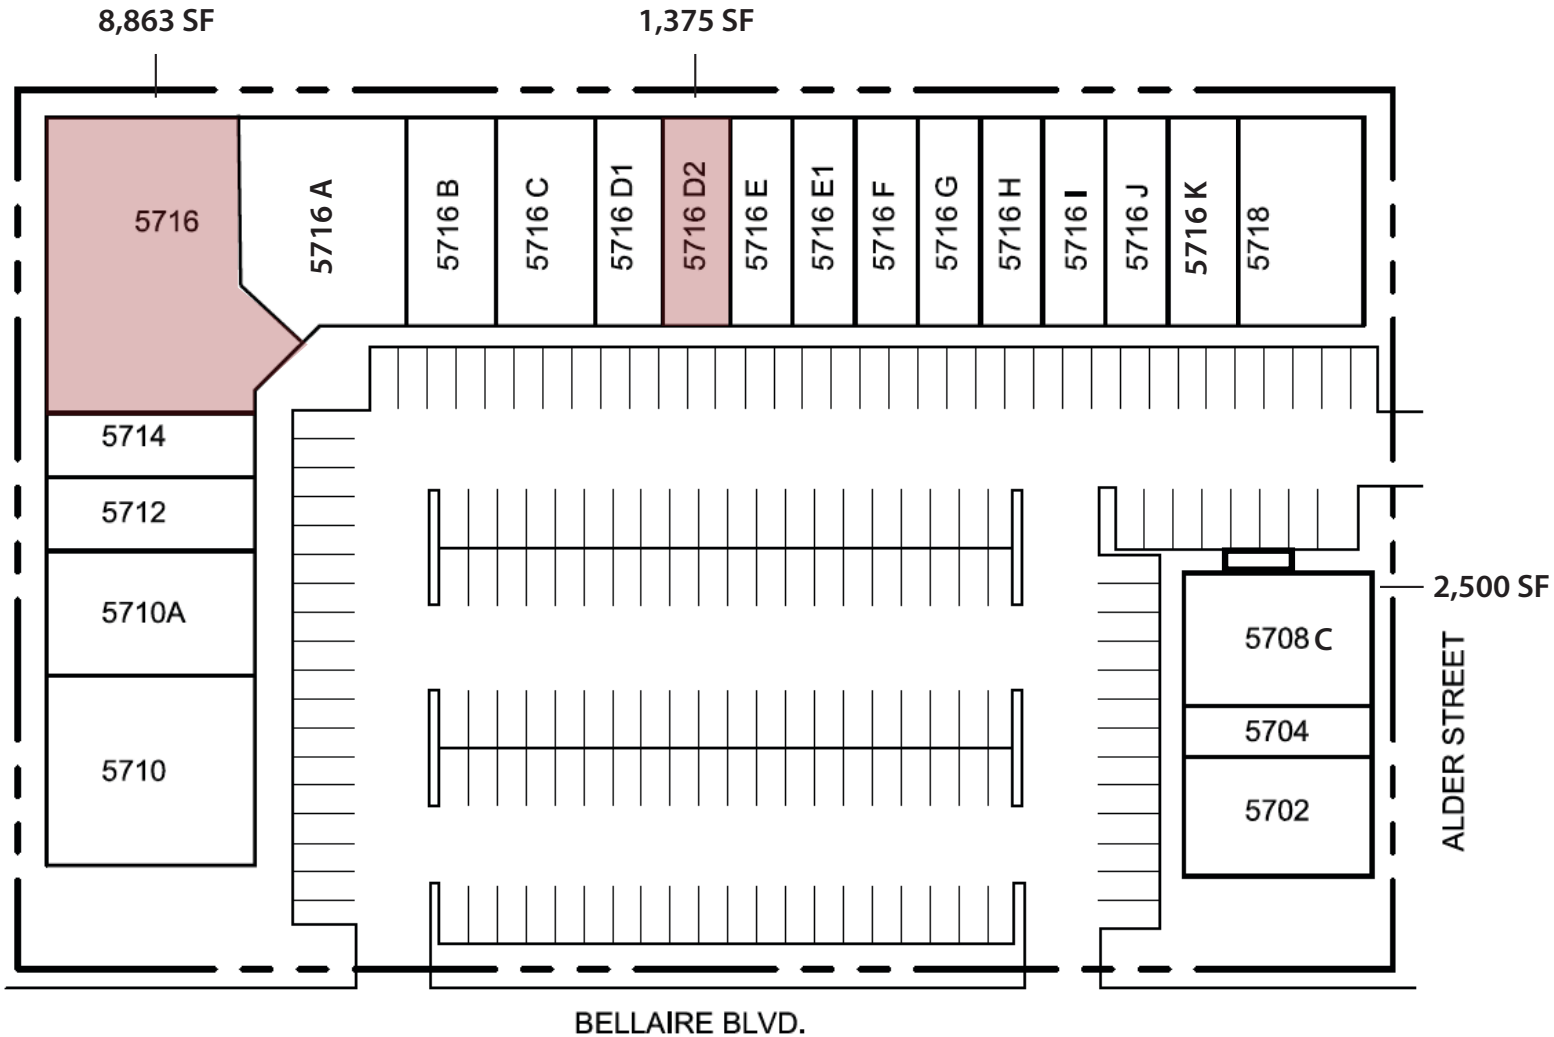 8,863 SF
1,375 SF
5716
5716 A
5716 B
5716 C
5716 D1
5716 D2
5716 E
5716 E1
5716 F
5716 G
5716 H
5716 I
5716 J
5716 K
5718
5714
5712
5710A
5710
2,500 SF
5708 C
5704
5702
ALDER STREET
BELLAIRE BLVD.